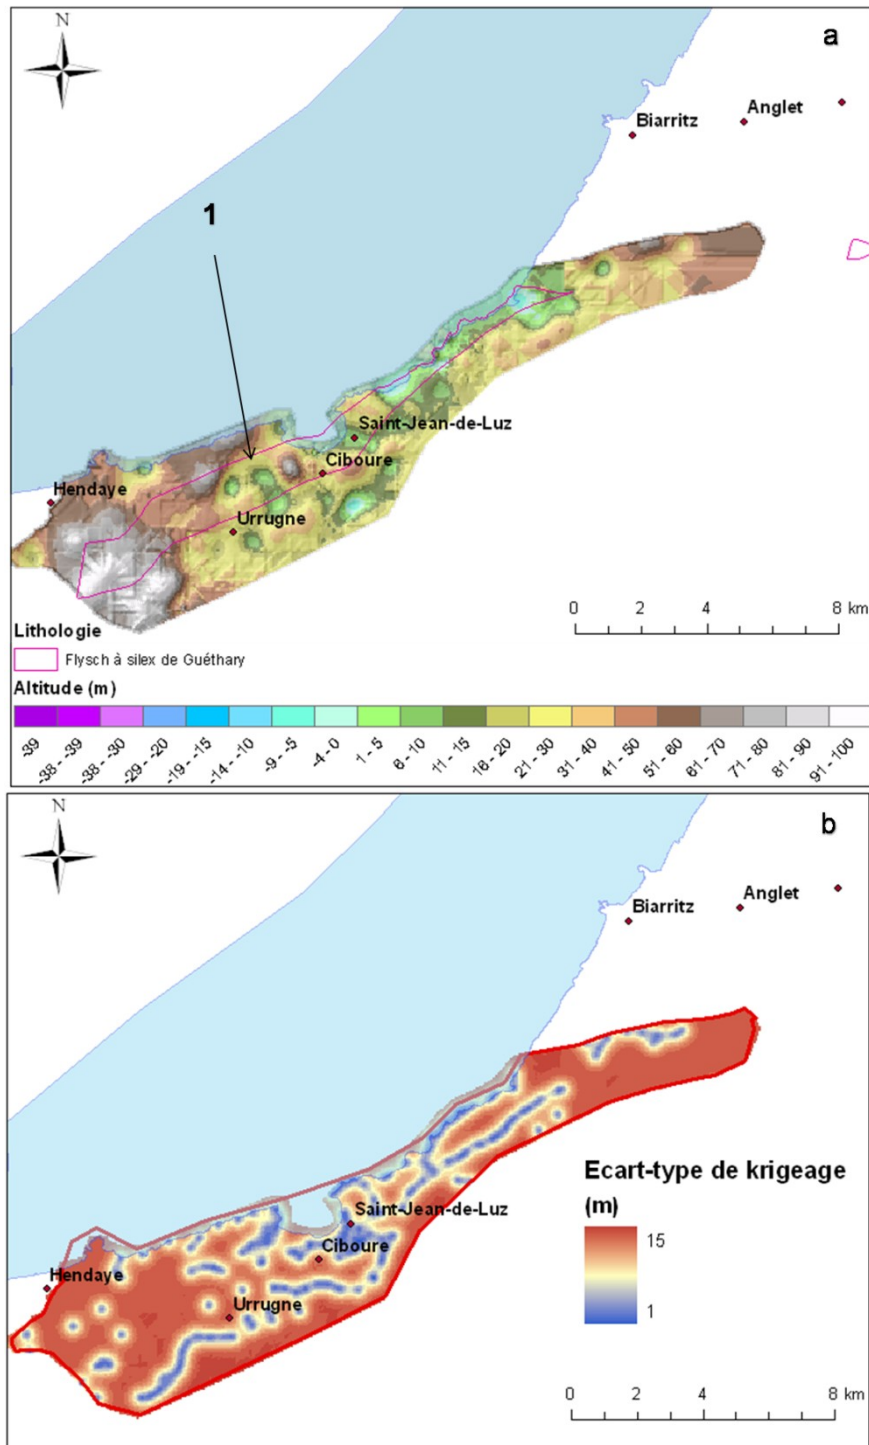 N
a
Biarritz
Anglet
1
Saint-Jean-de-Luz
Ciboure
Hendaye
Urrugne
0 2 4 8 km
Lithologie
Flysch à silex de Guéthary
Altitude (m)
-39
-38 - -39
-38 - -30
-29 - -20
-19 - -15
-14 - -10
-9 - -5
-4 - 0
1 - 5
6 - 10
11 - 15
16 - 20
21 - 30
31 - 40
41 - 50
51 - 60
61 - 70
71 - 80
81 - 90
91 - 100
N
b
Biarritz
Anglet
Ecart-type de krigeage
(m)
15
1
Saint-Jean-de-Luz
Ciboure
Hendaye
Urrugne
0 2 4 8 km